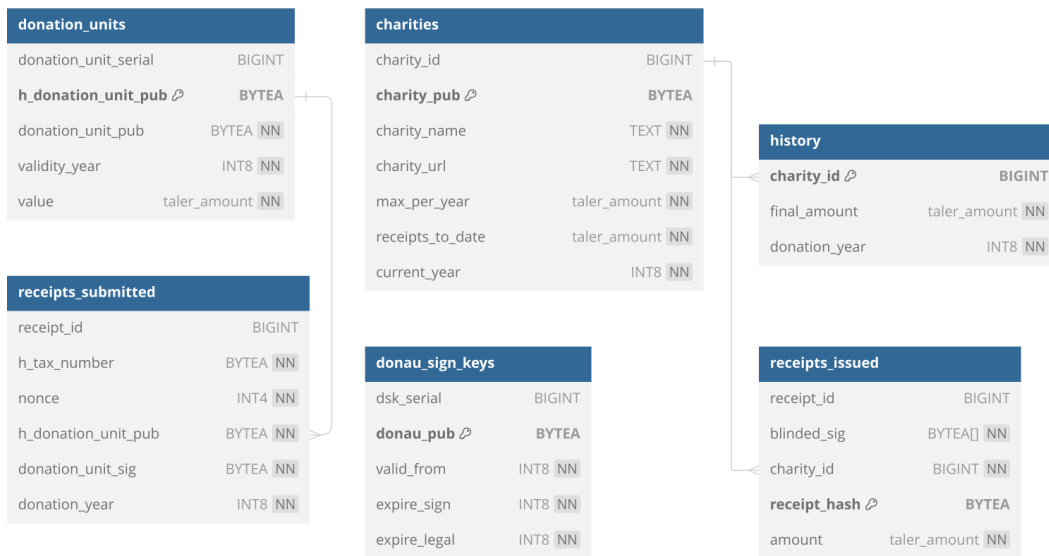 donation_units
donation_unit_serial BIGINT
h_donation_unit_pub BYTEA
donation_unit_pub BYTEA NN
validity_year INT8 NN
value taler_amount NN
charities
charity_id BIGINT
charity_pub BYTEA
charity_name TEXT NN
charity_url TEXT NN
max_per_year taler_amount NN
receipts_to_date taler_amount NN
current_year INT8 NN
history
charity_id BIGINT
final_amount taler_amount NN
donation_year INT8 NN
receipts_submitted
receipt_id BIGINT
h_tax_number BYTEA NN
nonce INT4 NN
h_donation_unit_pub BYTEA NN
donation_unit_sig BYTEA NN
donation_year INT8 NN
donau_sign_keys
dsk_serial BIGINT
donau_pub BYTEA
valid_from INT8 NN
expire_sign INT8 NN
expire_legal INT8 NN
receipts_issued
receipt_id BIGINT
blinded_sig BYTEA[] NN
charity_id BIGINT NN
receipt_hash BYTEA
amount taler_amount NN